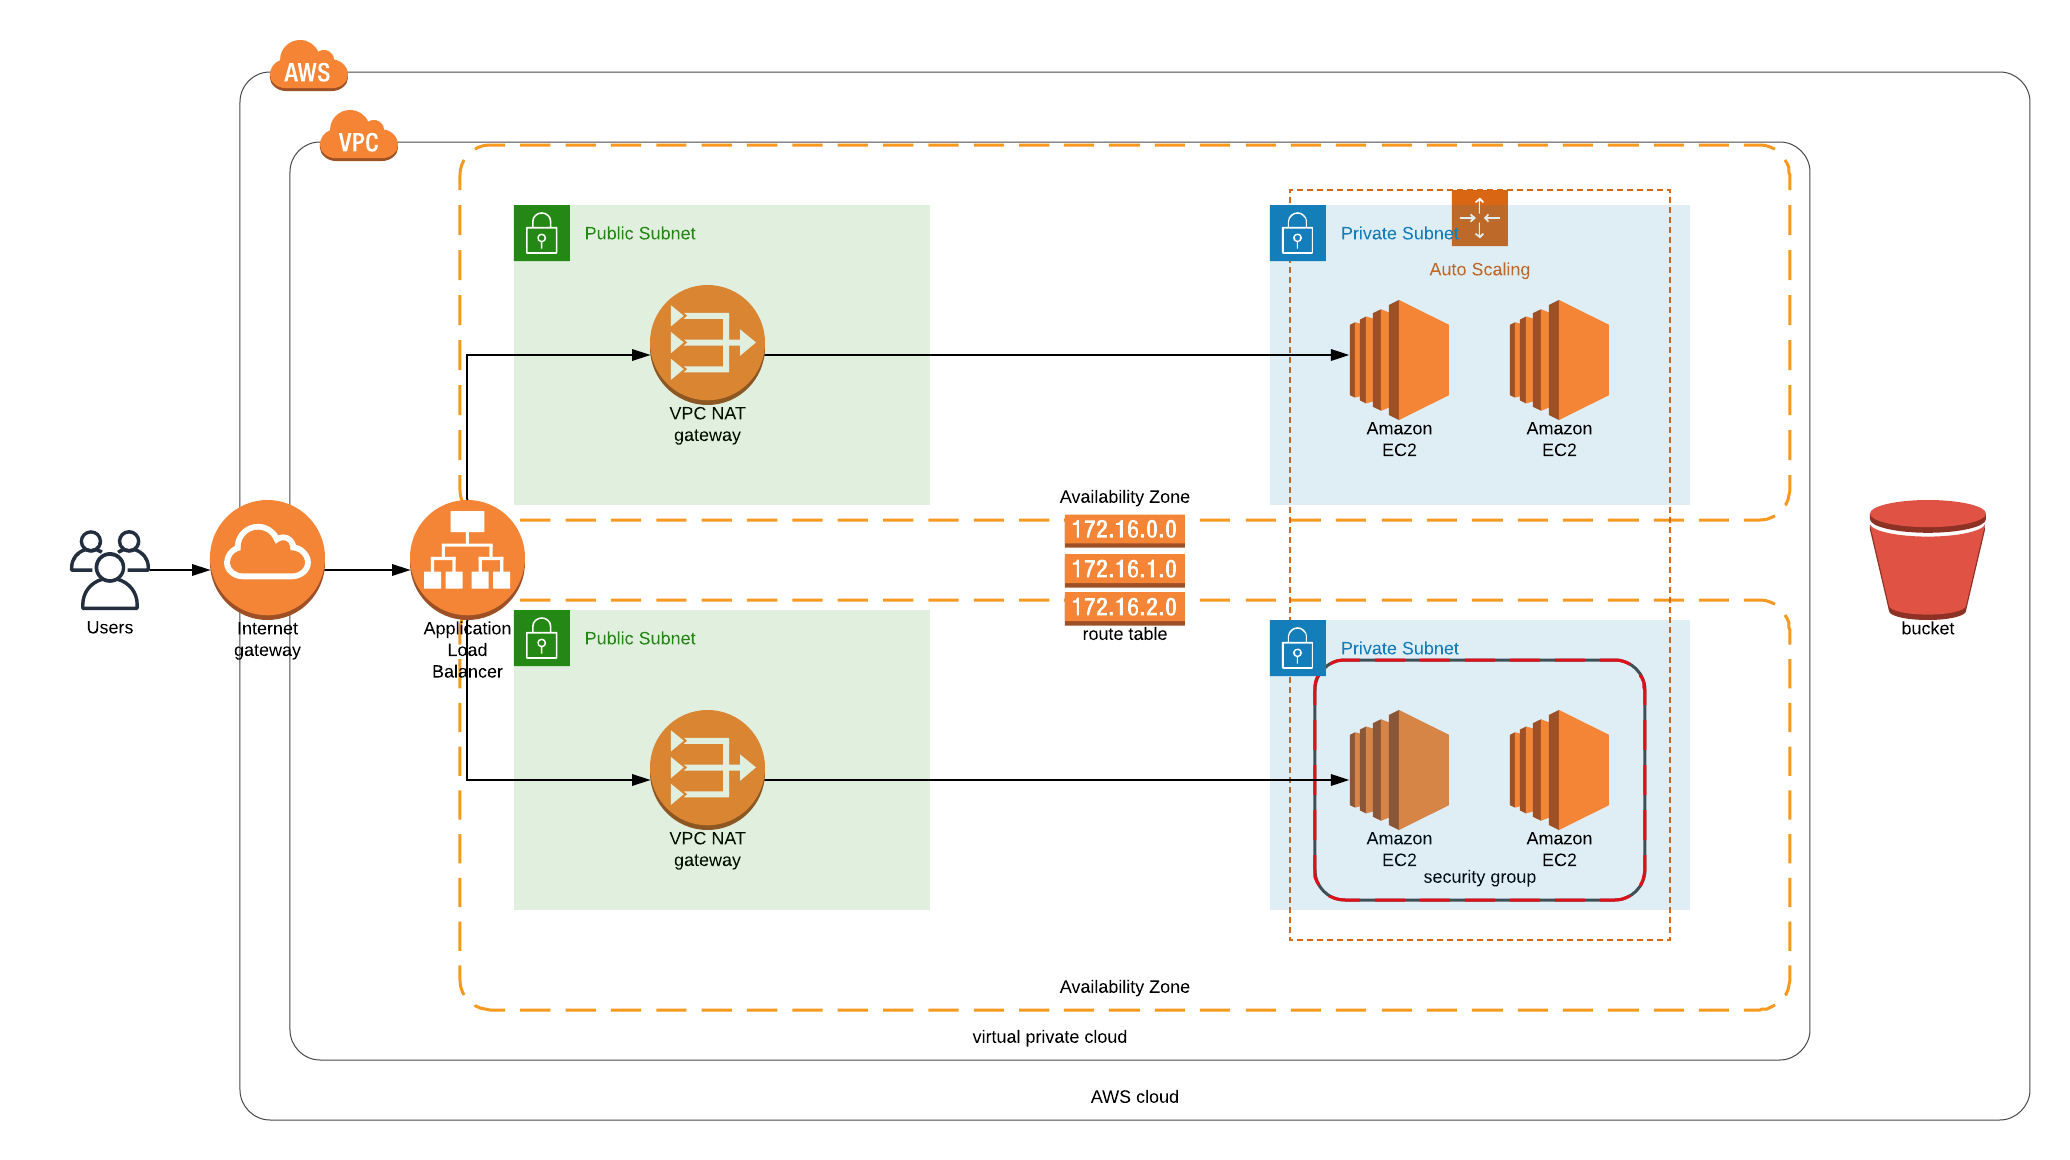 AWS
VPC
Public Subnet
Private Subnet
Auto Scaling
VPC NAT
gateway
Amazon
EC2
Amazon
EC2
Availability Zone
172.16.0.0
172.16.1.0
172.16.2.0
route table
Users
Internet
gateway
Application
Load
Balancer
bucket
Public Subnet
Private Subnet
VPC NAT
gateway
Amazon
EC2
Amazon
EC2
security group
Availability Zone
virtual private cloud
AWS cloud